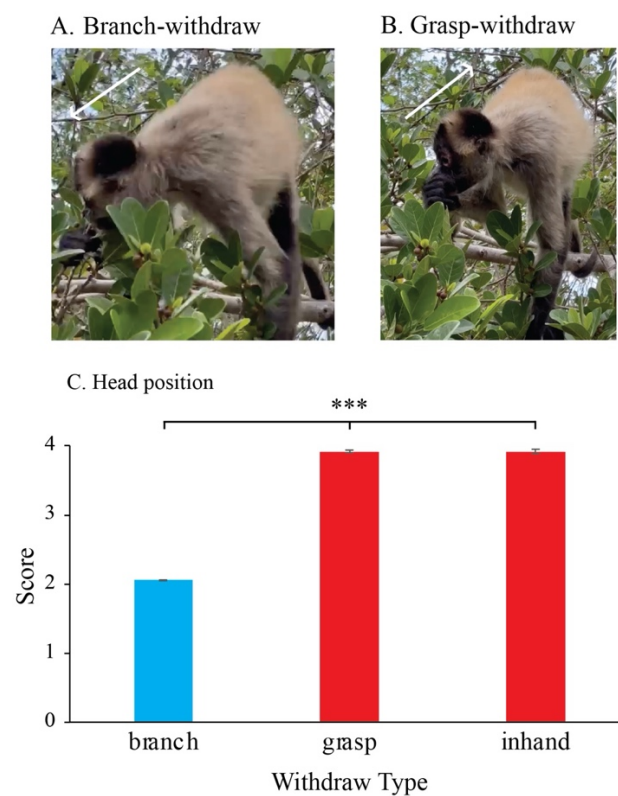 A. Branch-withdraw
B. Grasp-withdraw
C. Head position
***
4
3
2
1
0
Score
branch
grasp
inhand
Withdraw Type